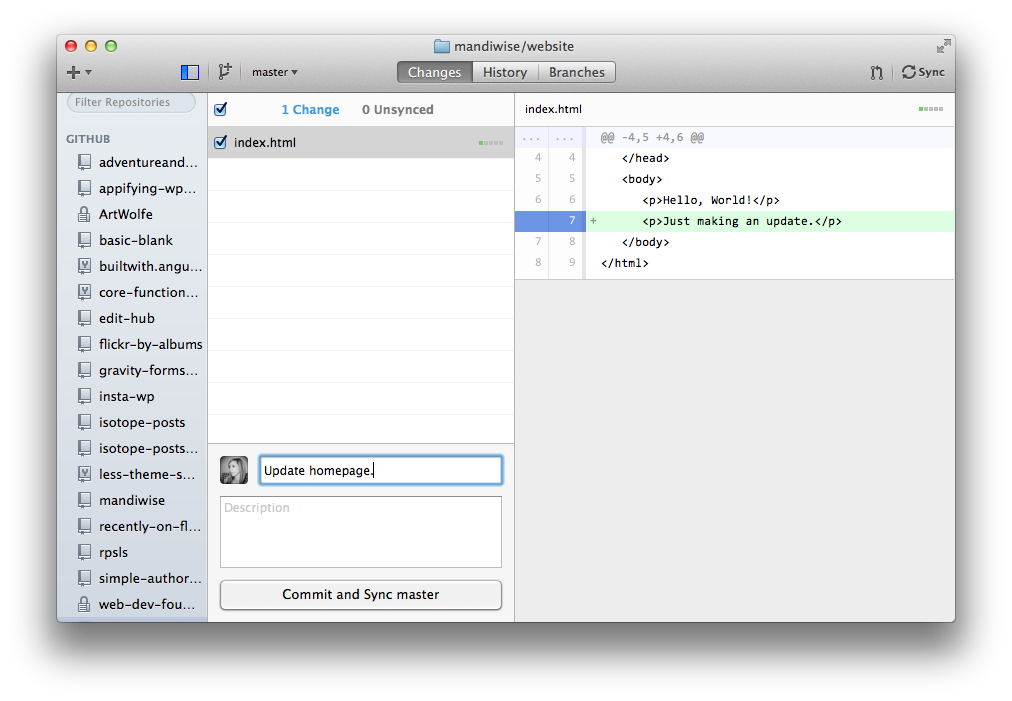 mandiwise/website
master
Changes
History
Branches
Sync
Filter Repositories
GITHUB
adventureand...
appifying-wp...
ArtWolfe
basic-blank
builtwith.angu...
core-function...
edit-hub
flickr-by-albums
gravity-forms...
insta-wp
isotope-posts
isotope-posts...
less-theme-s...
mandiwise
recently-on-fl...
rpsls
simple-author...
web-dev-fou...
1 Change 0 Unsynced
index.html
Update homepage.
Description
Commit and Sync master
index.html
... ... @@ -4,5 +4,6 @@
4 4 </head>
5 5 <body>
6 6 <p>Hello, World!</p>
7 + <p>Just making an update.</p>
7 8 </body>
8 9 </html>